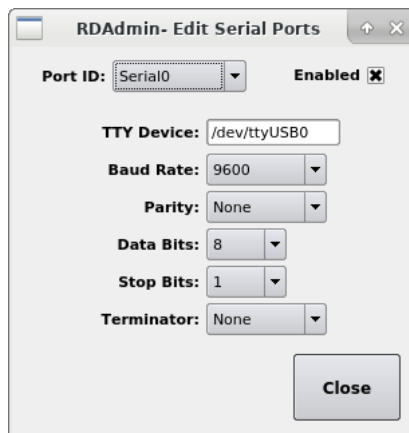 RDAdmin- Edit Serial Ports
Port ID: Serial0 Enabled
TTY Device: /dev/ttyUSB0
Baud Rate: 9600
Parity: None
Data Bits: 8
Stop Bits: 1
Terminator: None
Close